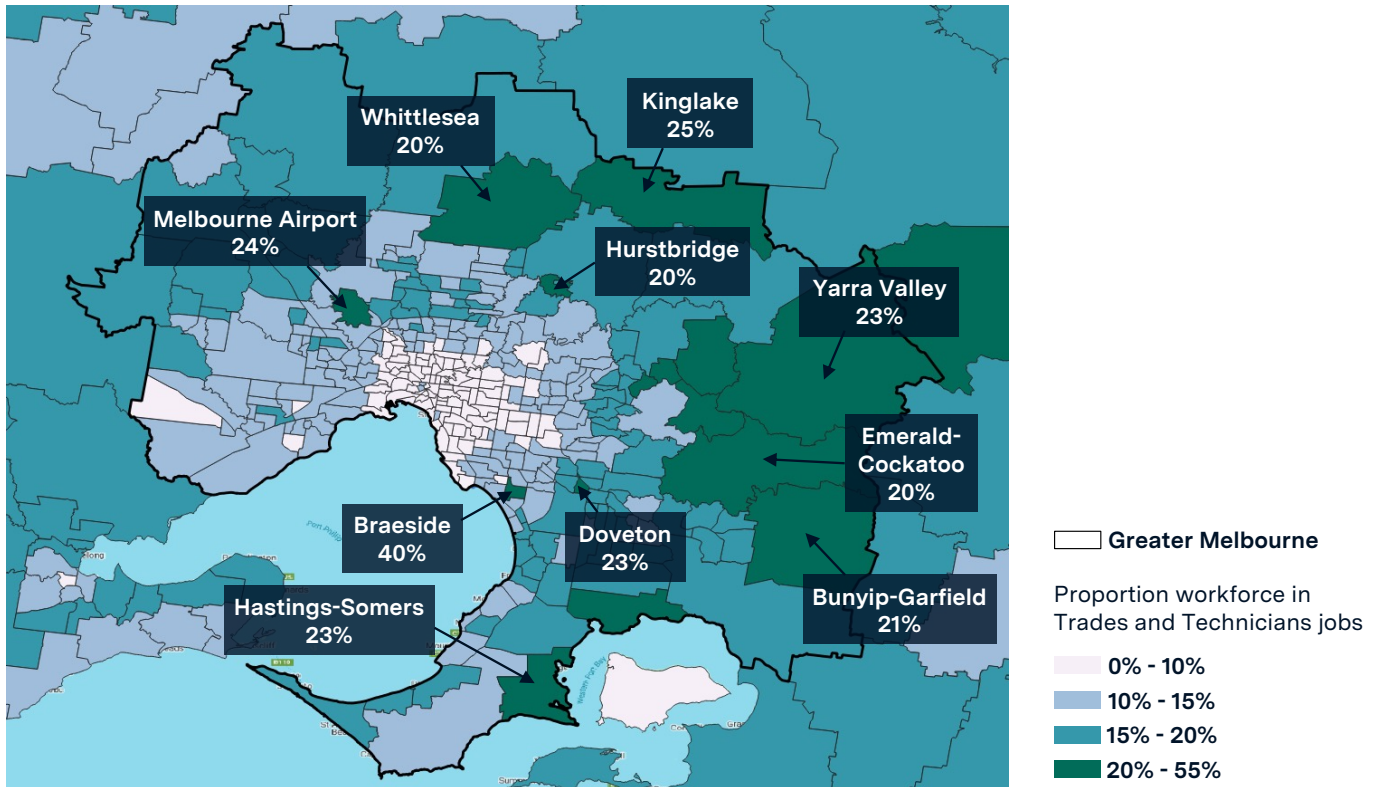 Kinglake
25%
Whittlesea
20%
Melbourne Airport
24%
Hurstbridge
20%
Yarra Valley
23%
Emerald-
Cockatoo
20%
Braeside
40%
Doveton
23%
Hastings-Somers
23%
Bunyip-Garfield
21%
Port Phillip
Greater Melbourne
Proportion workforce in
Trades and Technicians jobs
0% - 10%
10% - 15%
15% - 20%
20% - 55%